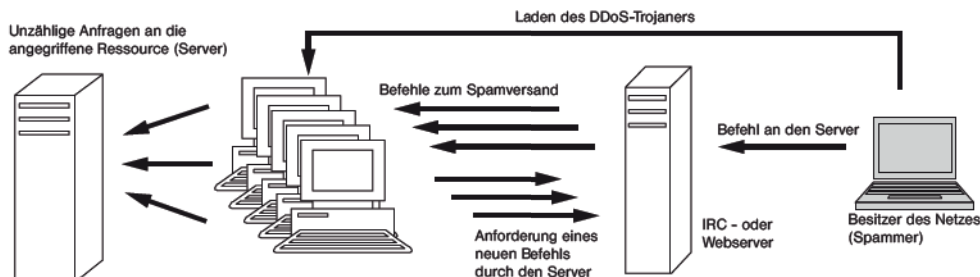 Laden des DDoS-Trojaners
Unzählige Anfragen an die
angegriffene Ressource (Server)
Befehle zum Spamversand
Befehl an den Server
Anforderung eines
neuen Befehls
durch den Server
IRC - oder
Webserver
Besitzer des Netzes
(Spammer)